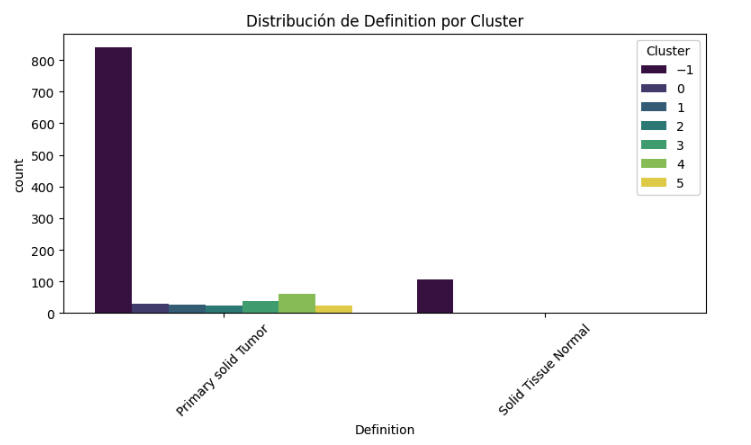 Distribución de Definition por Cluster
Cluster
−1
0
1
2
3
4
5
count
800
700
600
500
400
300
200
100
0
Primary solid Tumor
Solid Tissue Normal
Definition